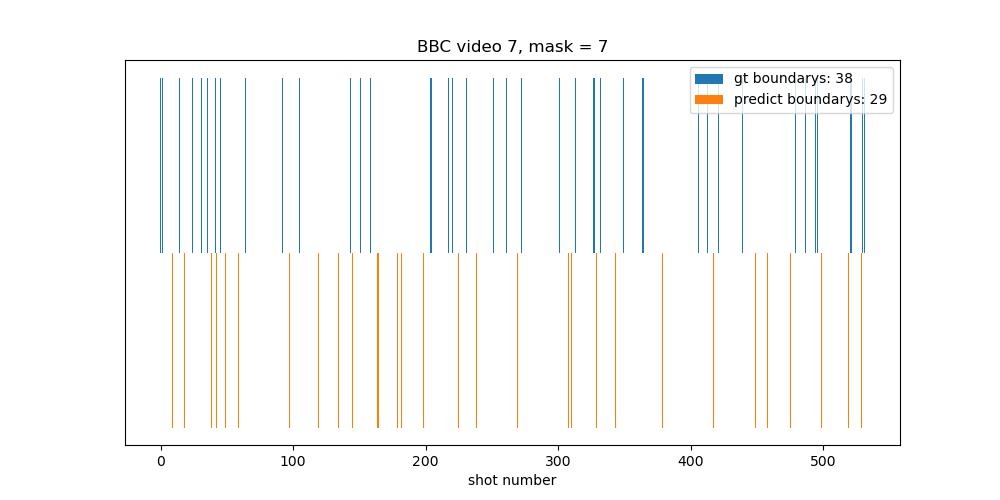 BBC video 7, mask = 7
gt boundarys: 38
predict boundarys: 29
0 100 200 300 400 500
shot number